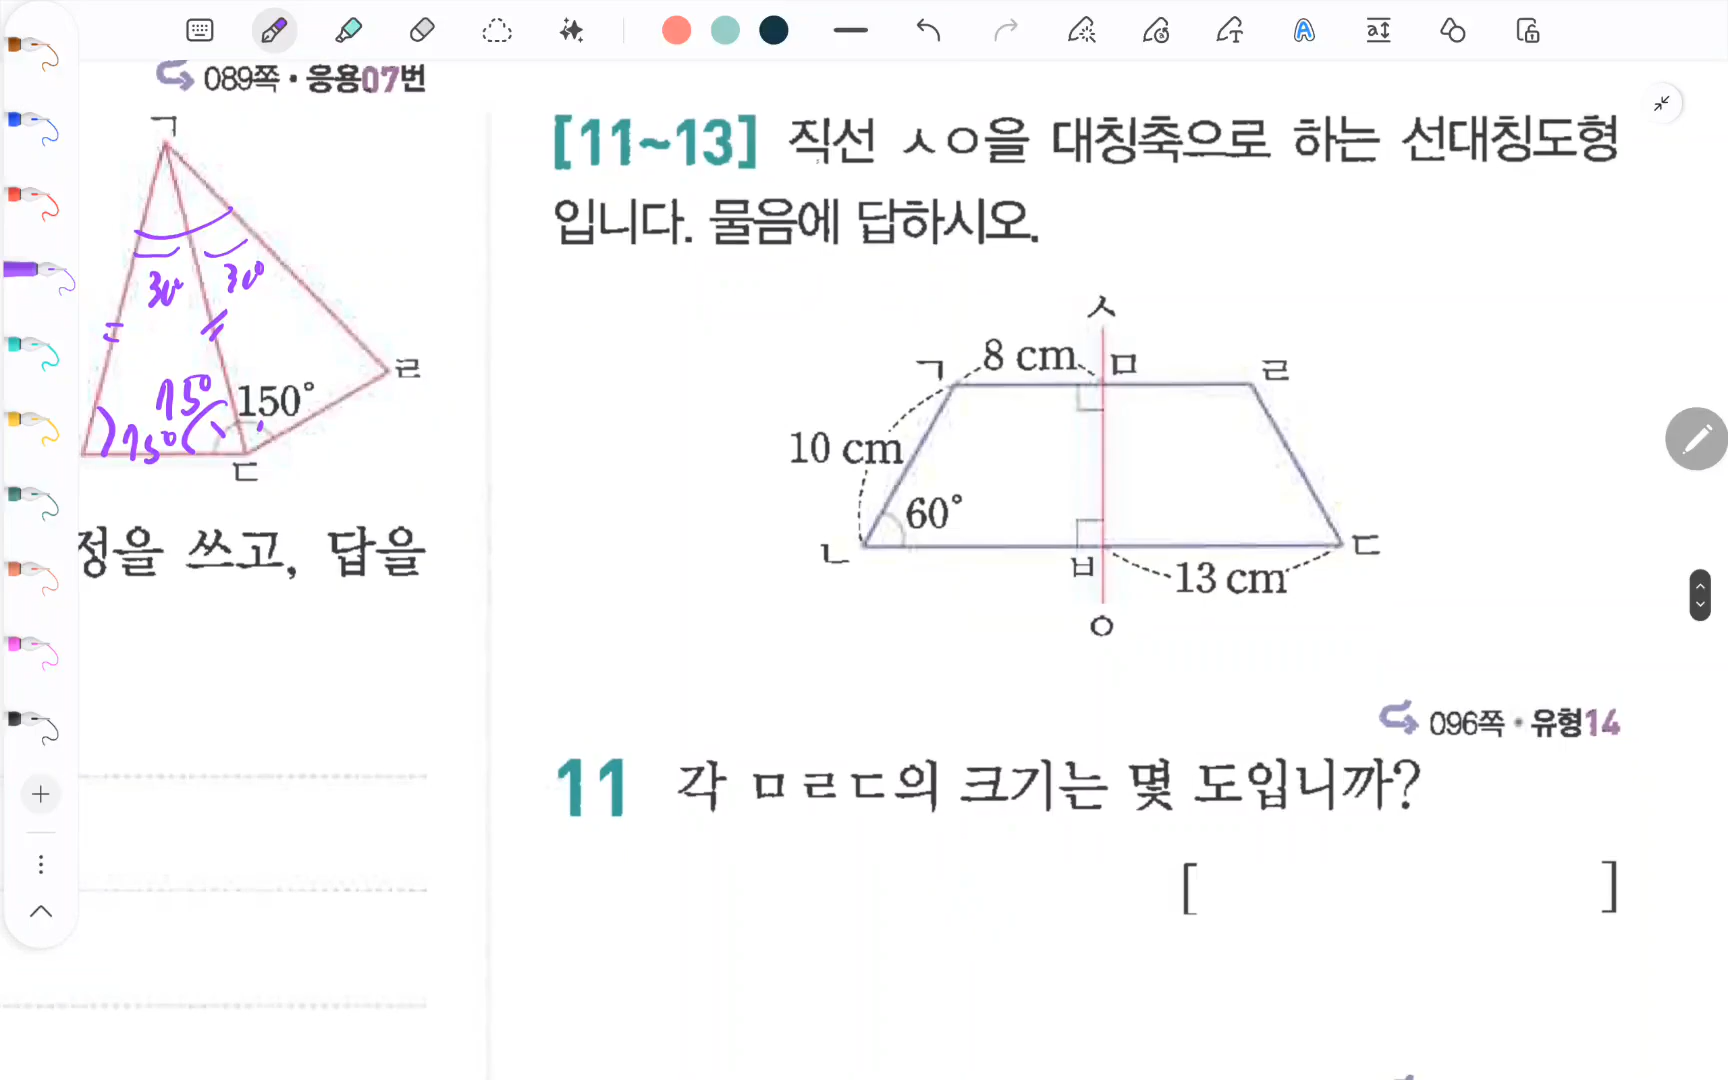 089쪽 • 응용07번
ㄱ
30°
30°
ㄹ
75°
150°
75°
ㄷ
정을 쓰고, 답을
[11~13] 직선 ㅅㅇ을 대칭축으로 하는 선대칭도형
입니다. 물음에 답하시오.
ㅅ
ㄱ 8 cm ㅁ ㄹ
10 cm
60°
ㄴ ㅂ 13 cm ㄷ
ㅇ
096쪽 • 유형14
11 각 ㅁㄹㄷ의 크기는 몇 도입니까?
[ ]